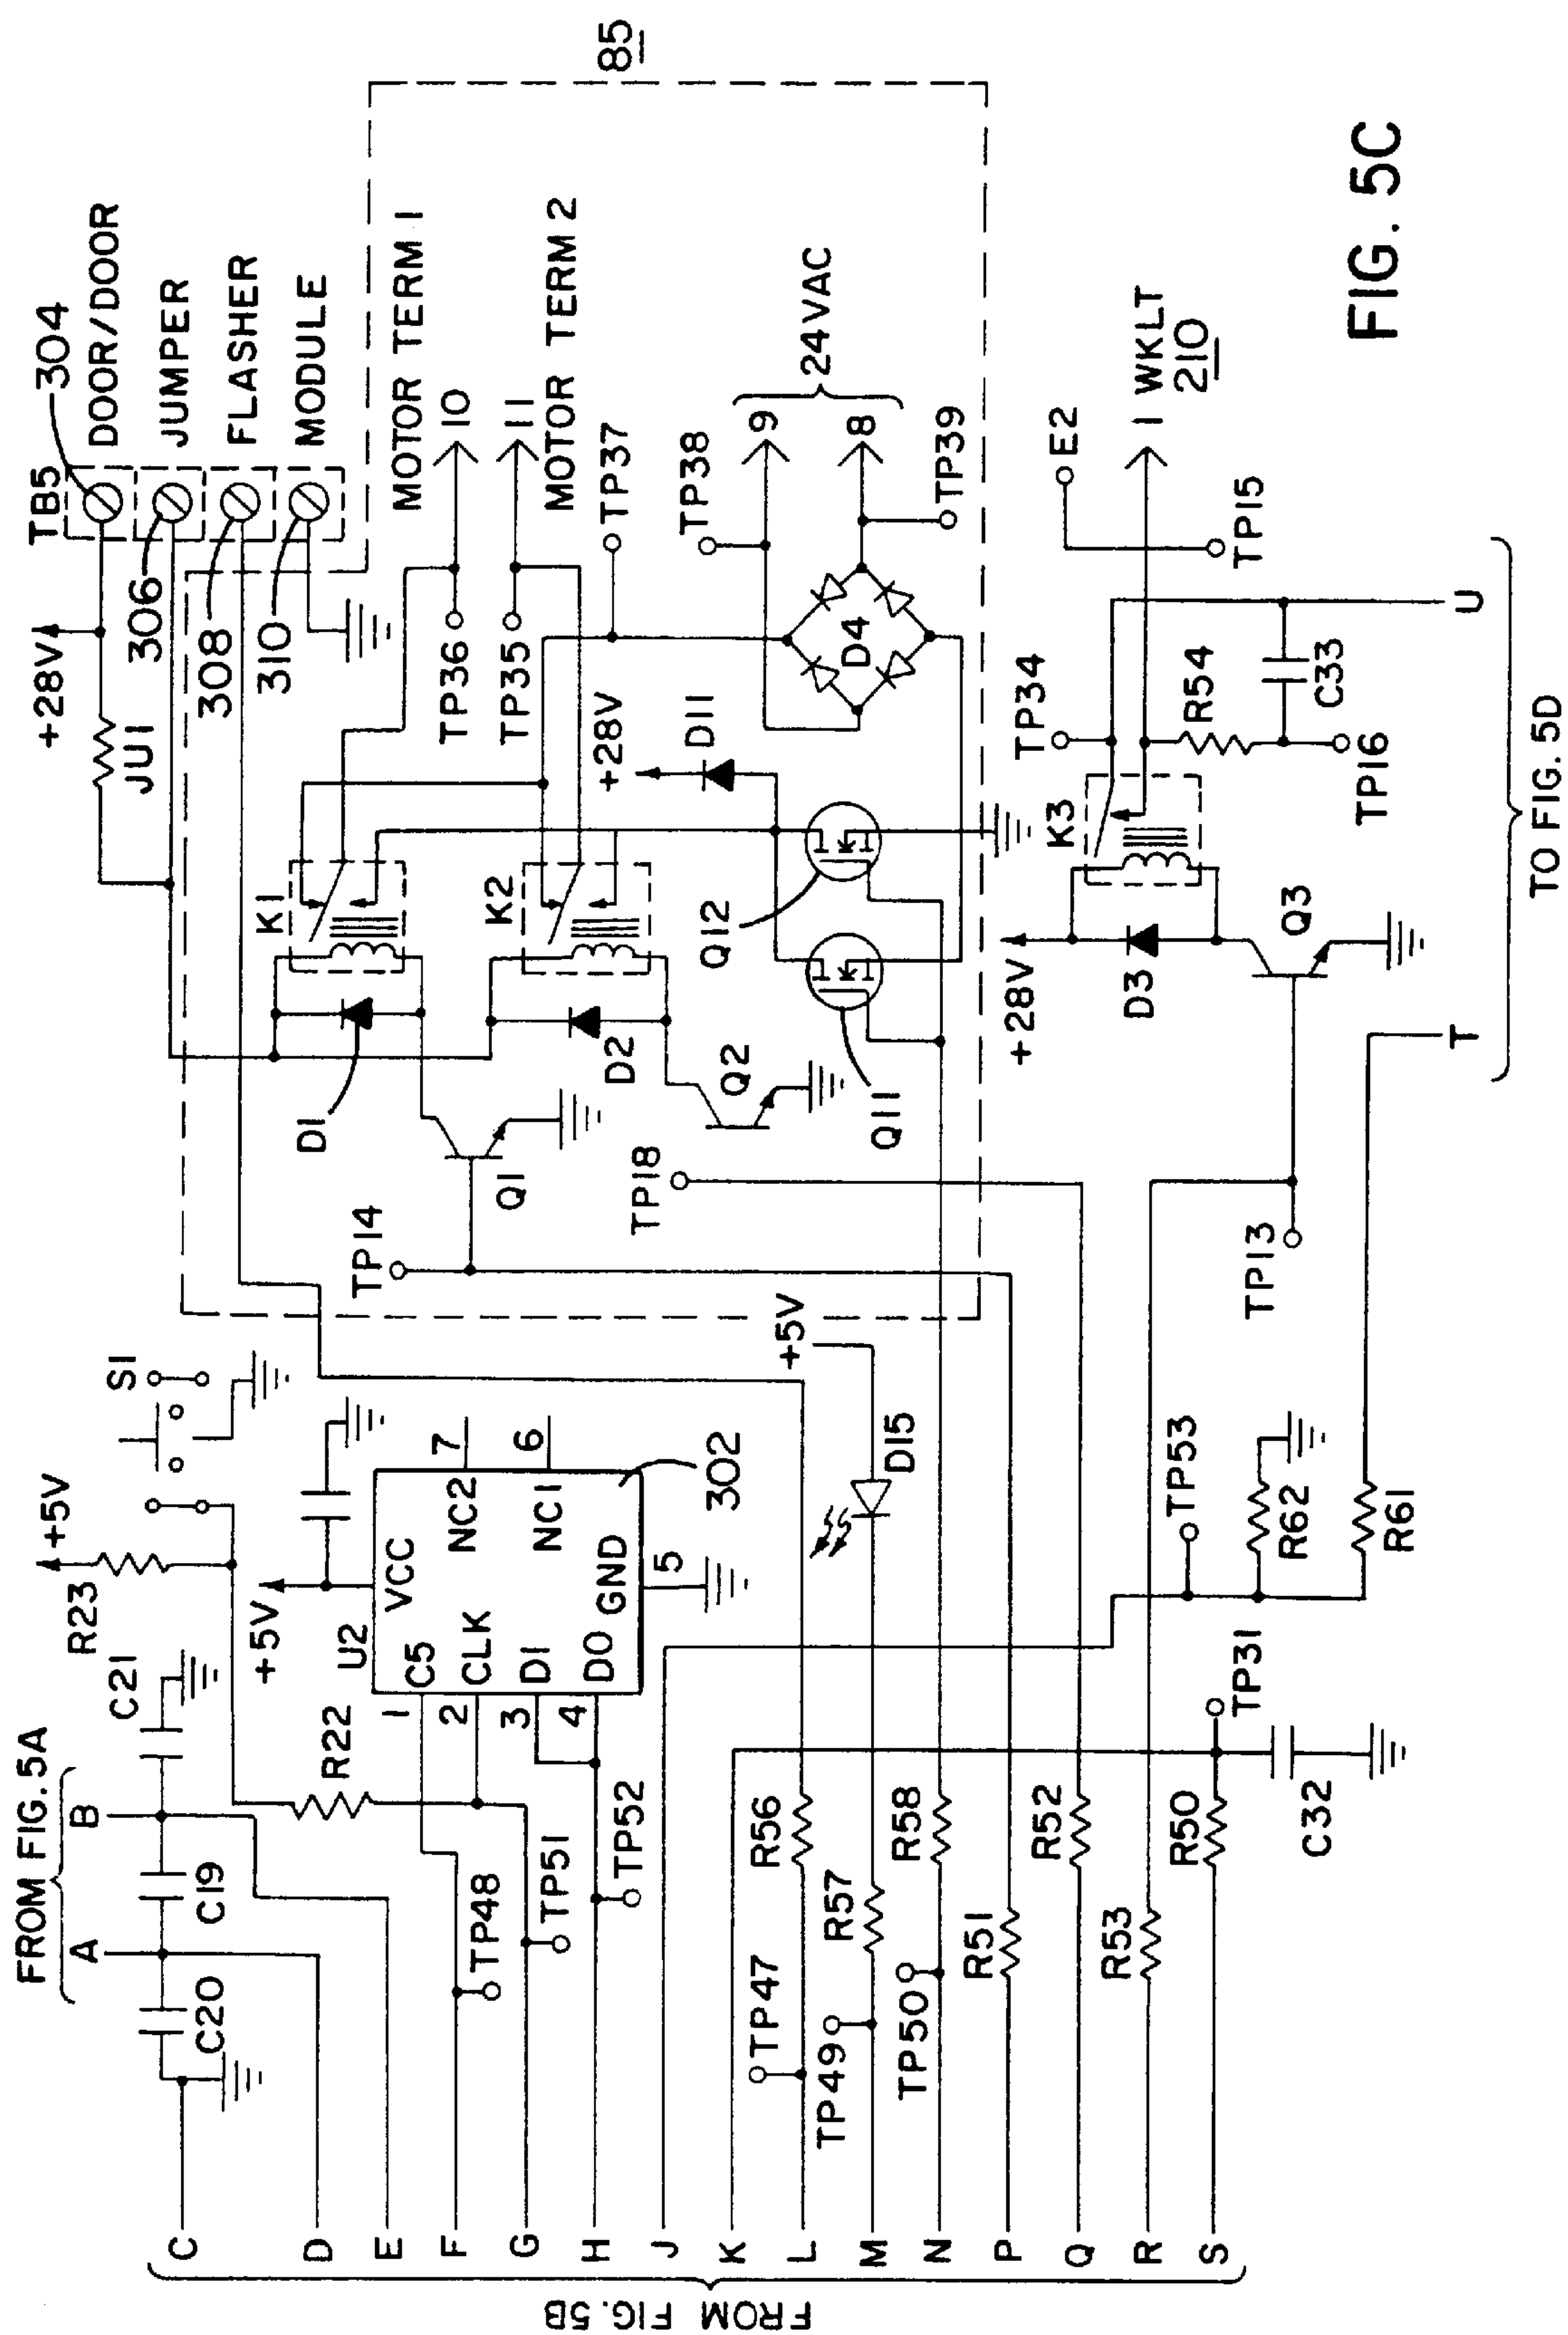 FROM FIG. 5A
A
B
C20
C19
C21
R23
+5V
S1
R22
+5V
U2
VCC
C5
CLK
D1
DO
GND
NC2
NC1
1
2
3
4
5
7
6
302
TP48
TP51
TP52
FROM FIG. 5B
C
D
E
F
G
H
J
K
L
M
N
P
Q
R
S
TP47
TP49
TP50
R56
R57
R58
R51
R52
R53
R50
D15
+5V
TP31
C32
TP53
R62
R61
TP13
TP14
TP18
Q1
Q2
D1
D2
K1
K2
Q11
Q12
D11
+28V
D4
+28V
JU1
TB5
304
306
308
310
DOOR/DOOR
JUMPER
FLASHER
MODULE
85
MOTOR TERM 1
10
11
MOTOR TERM 2
TP36
TP35
TP37
TP38
TP39
9
8
24VAC
+28V
D3
Q3
K3
TP34
R54
C33
TP16
TP15
E2
1 WKLT
210
T
U
TO FIG. 5D
FIG. 5C